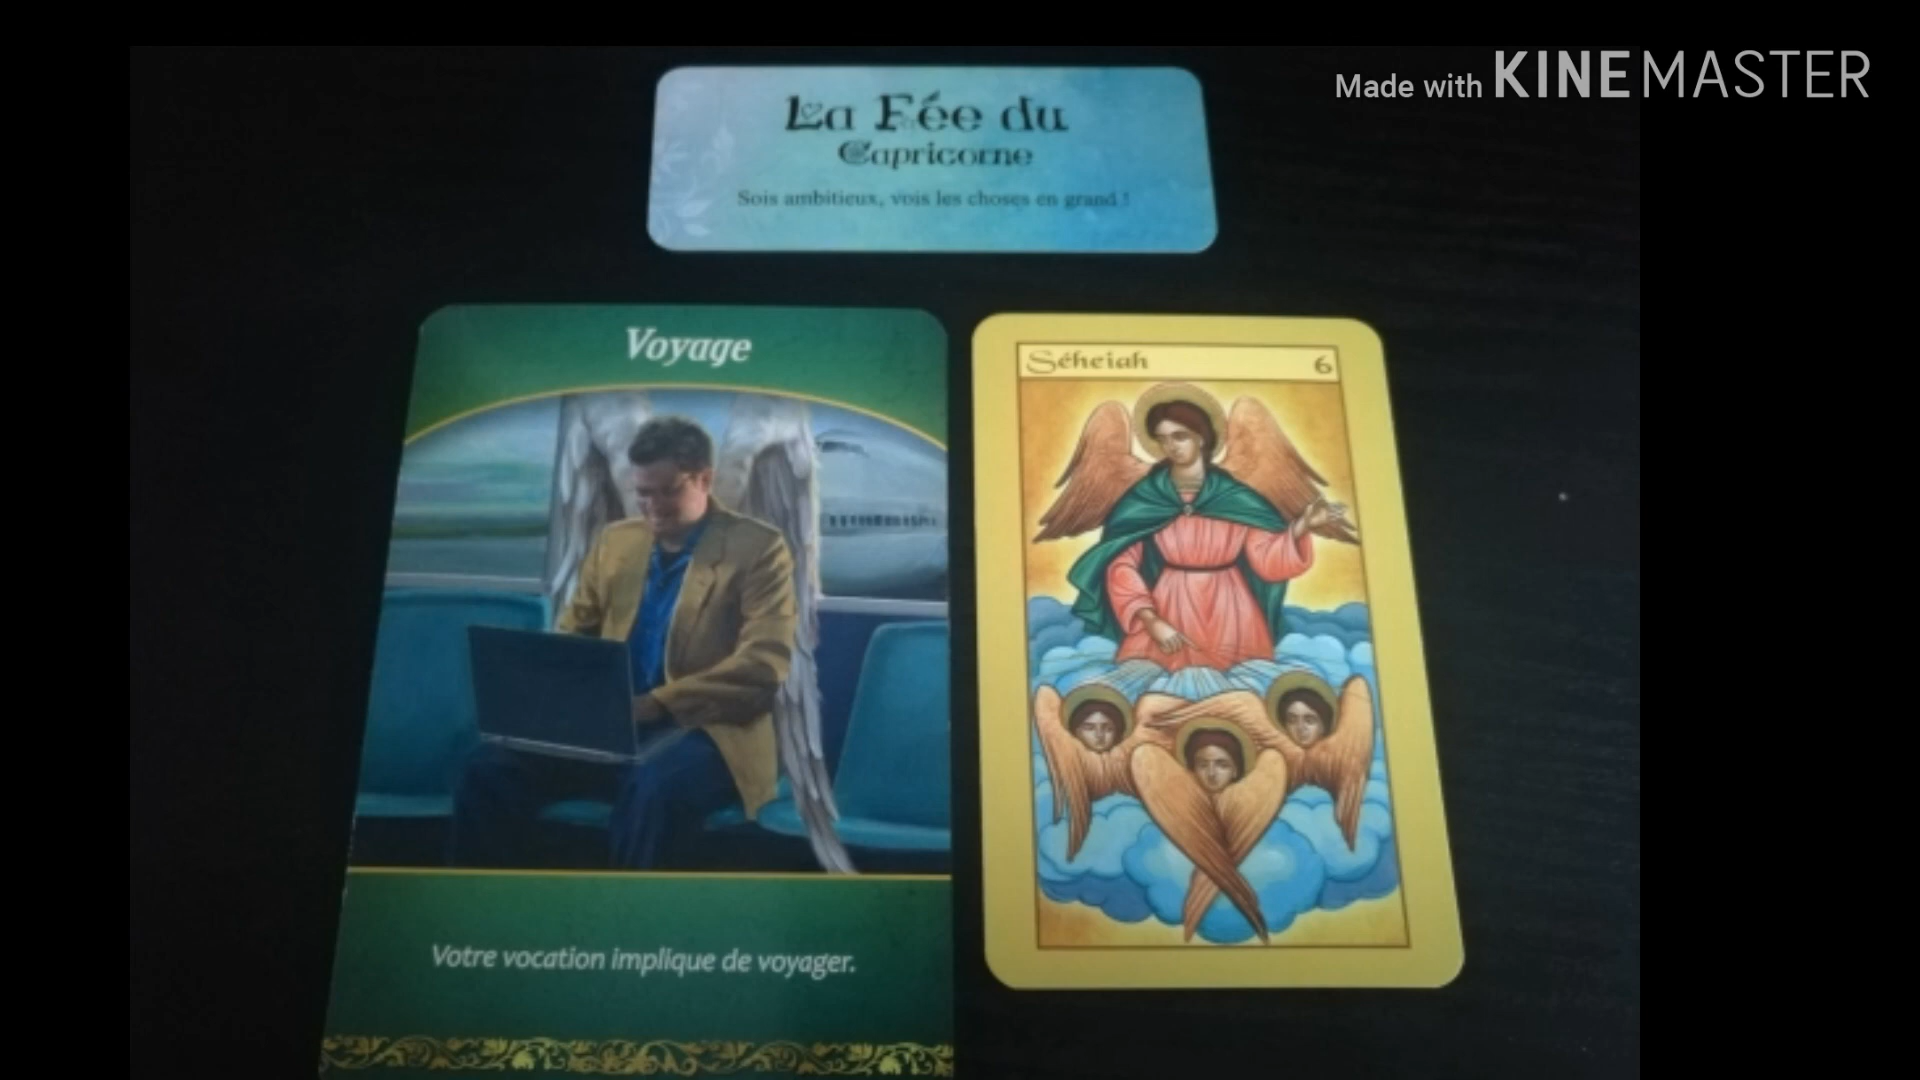 Made with KINEMASTER
La Fée du
Capricorne
Sois ambitieux, vois les choses en grand !
Voyage
Séheiah 6
Votre vocation implique de voyager.